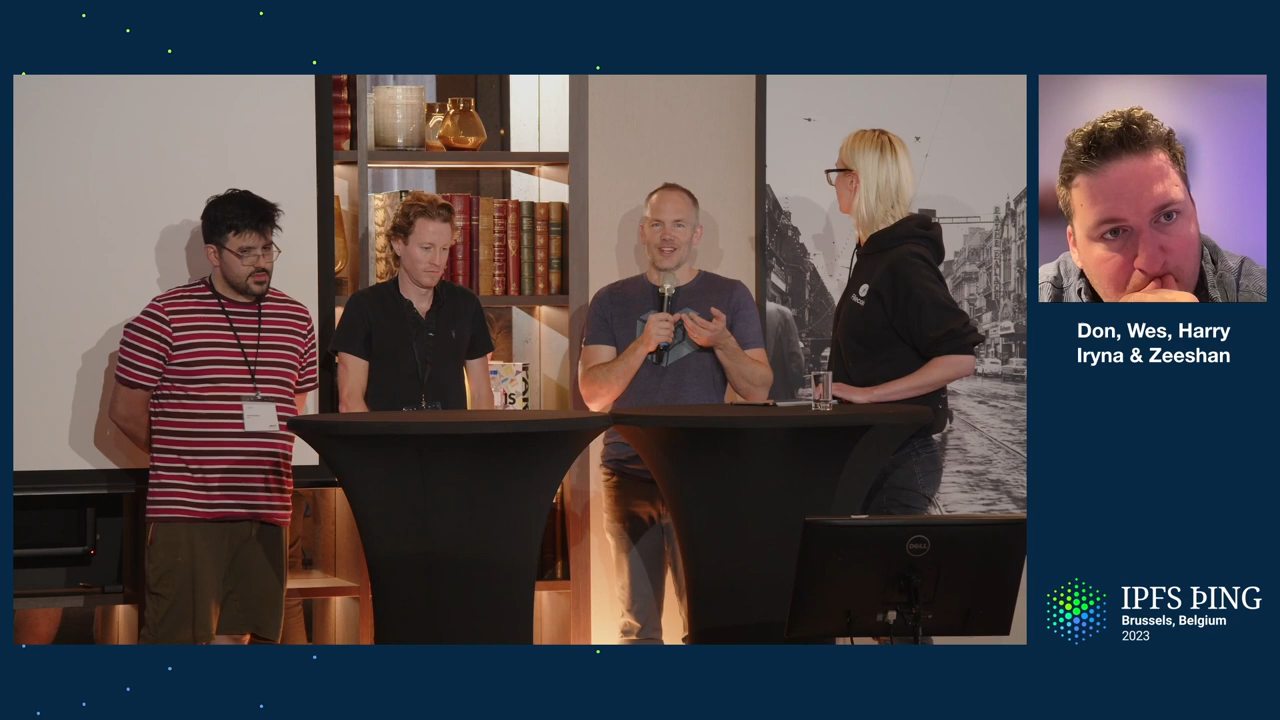 Don, Wes, Harry
Iryna & Zeeshan
IPFS ÞING
Brussels, Belgium
2023
DELL